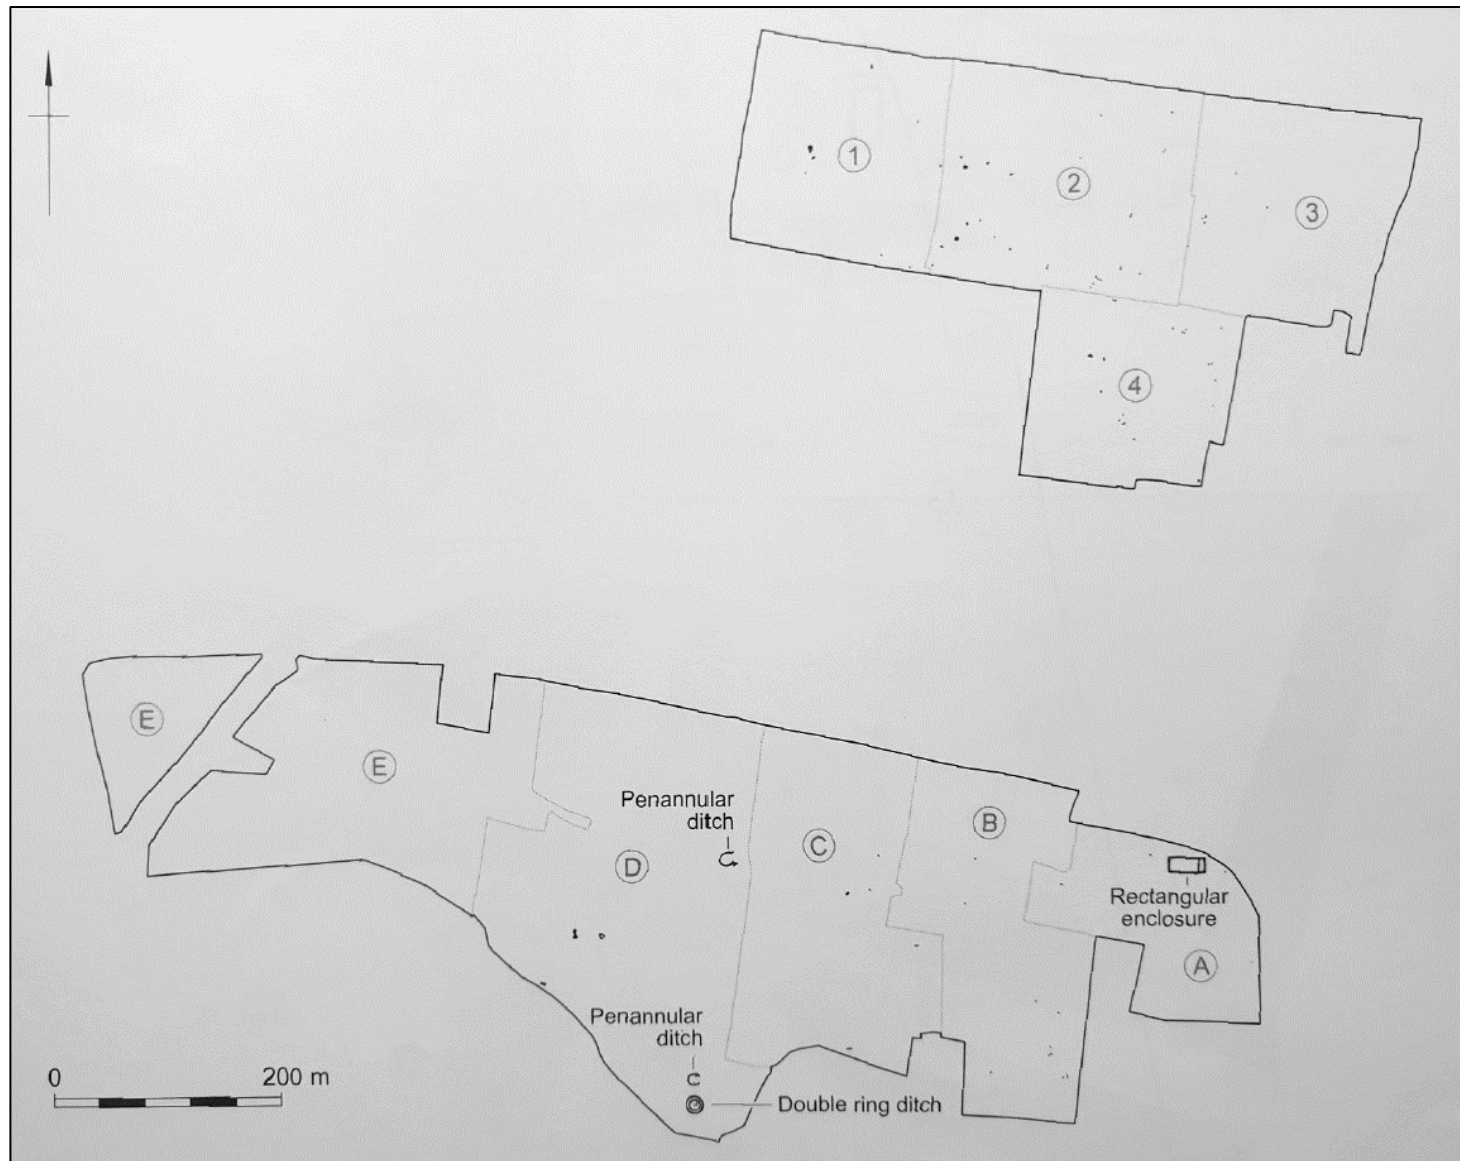 1
2
3
4
E
E
Penannular
ditch
D
C
B
Rectangular
enclosure
A
Penannular
ditch
0 200 m
Double ring ditch